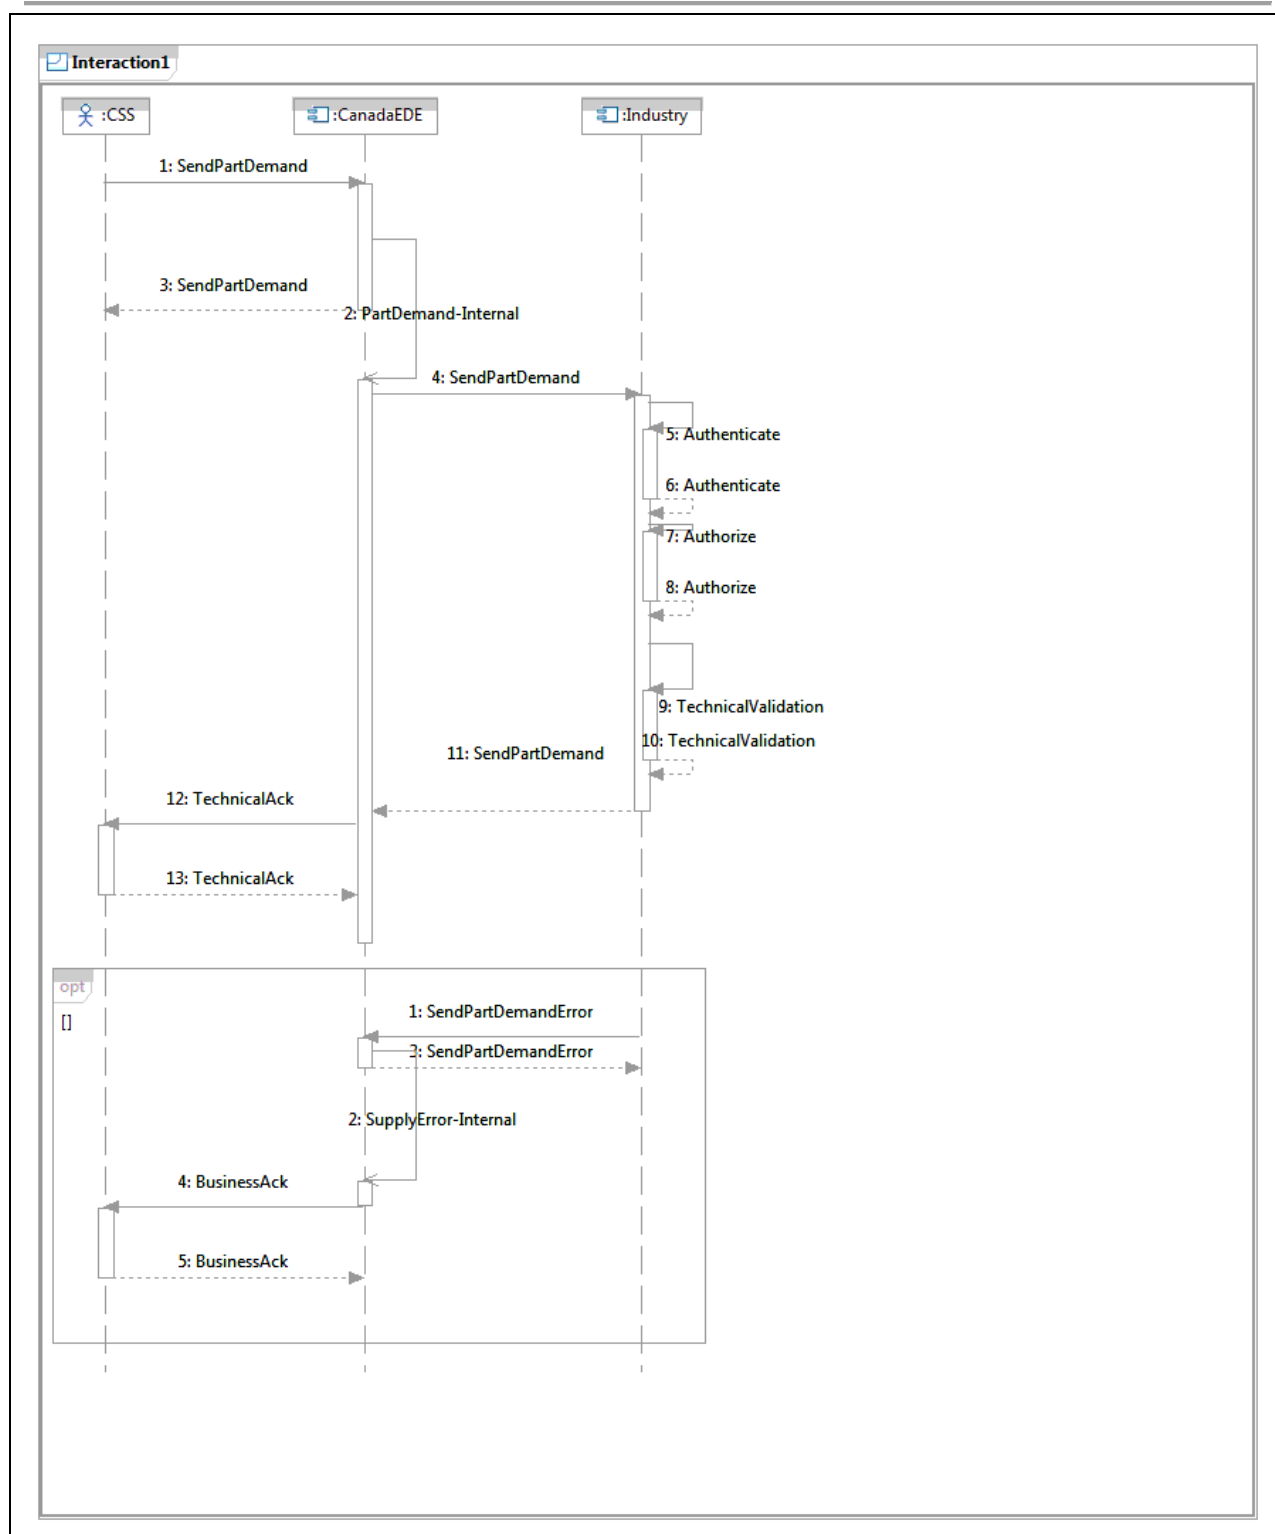 Interaction1
:CSS
:CanadaEDE
:Industry
1: SendPartDemand
3: SendPartDemand
2: PartDemand-Internal
4: SendPartDemand
5: Authenticate
6: Authenticate
7: Authorize
8: Authorize
9: TechnicalValidation
10: TechnicalValidation
11: SendPartDemand
12: TechnicalAck
13: TechnicalAck
opt
[]
1: SendPartDemandError
3: SendPartDemandError
2: SupplyError-Internal
4: BusinessAck
5: BusinessAck